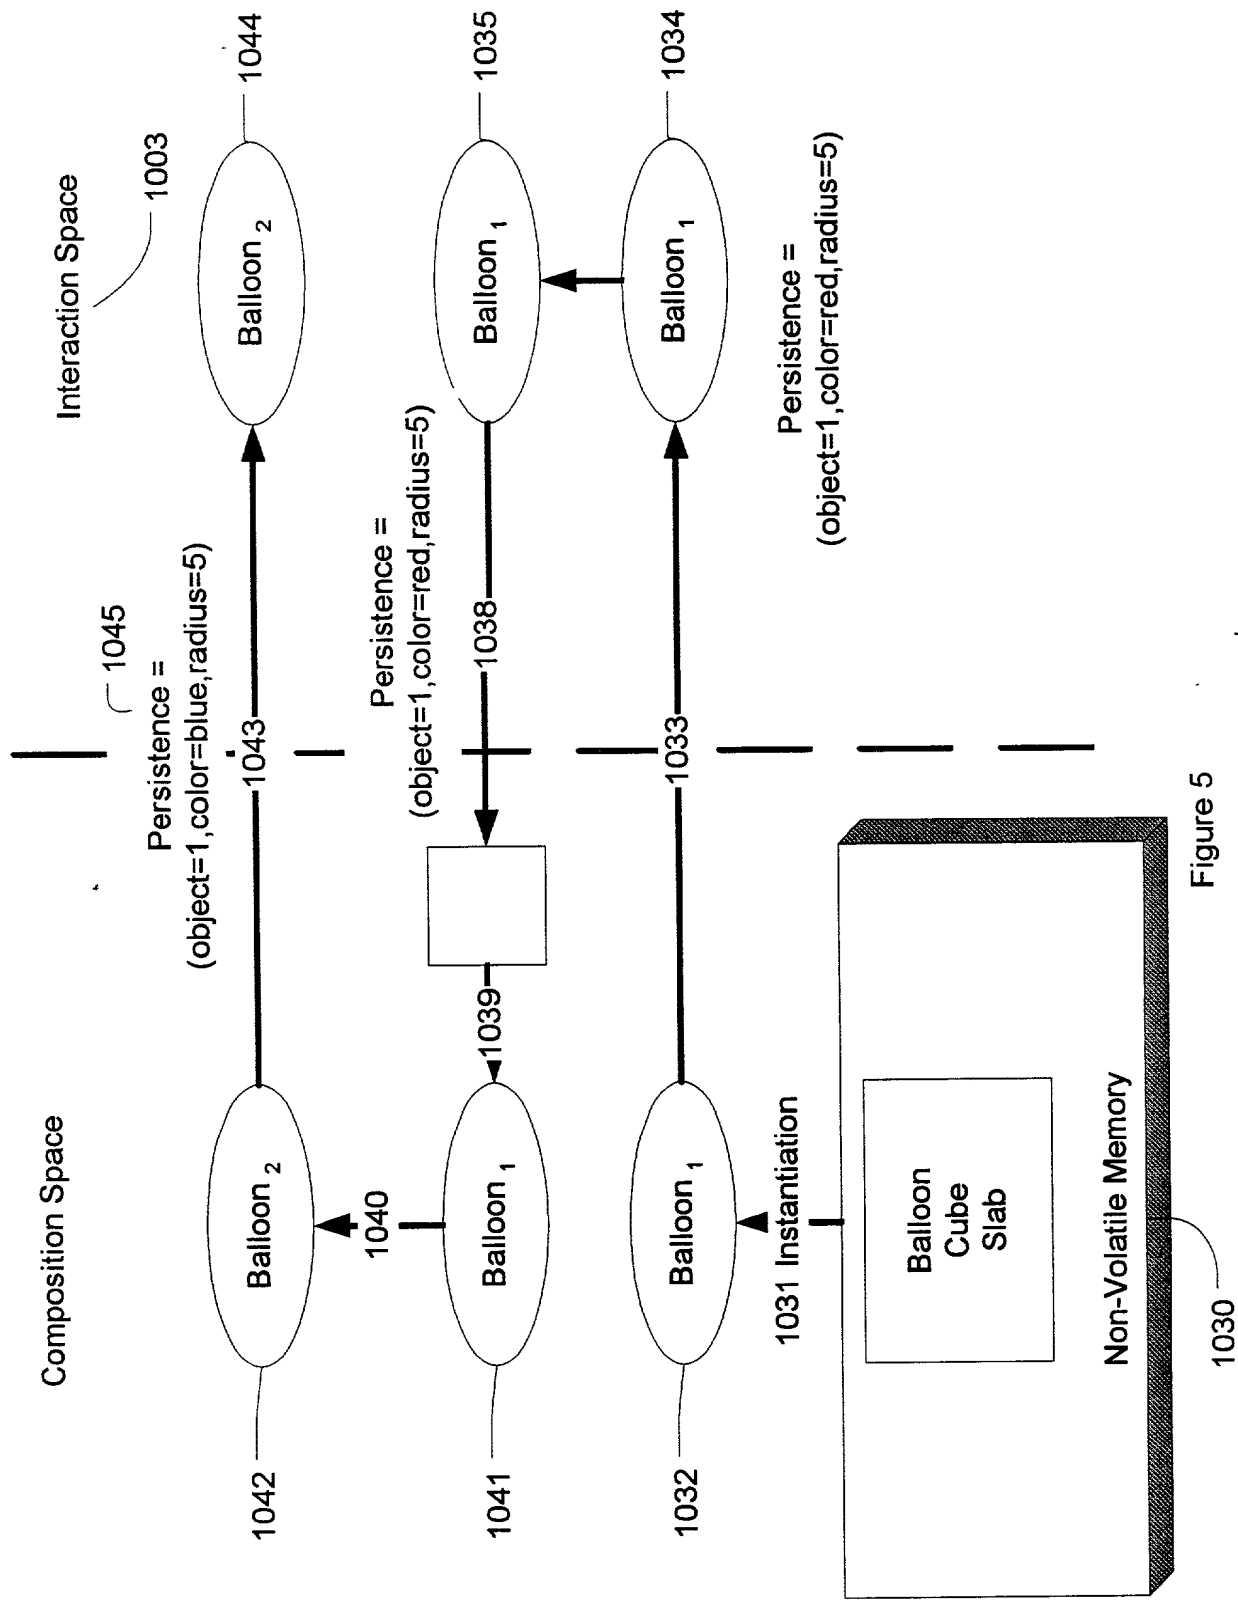 Composition Space
Interaction Space
1003
1045
Persistence =
(object=1,color=blue,radius=5)
1042
Balloon 2
1043
Balloon 2
1044
1040
Persistence =
(object=1,color=red,radius=5)
1041
Balloon 1
1039
1038
Balloon 1
1035
1032
Balloon 1
1033
Balloon 1
1034
1031 Instantiation
Persistence =
(object=1,color=red,radius=5)
Balloon
Cube
Slab
Non-Volatile Memory
1030
Figure 5